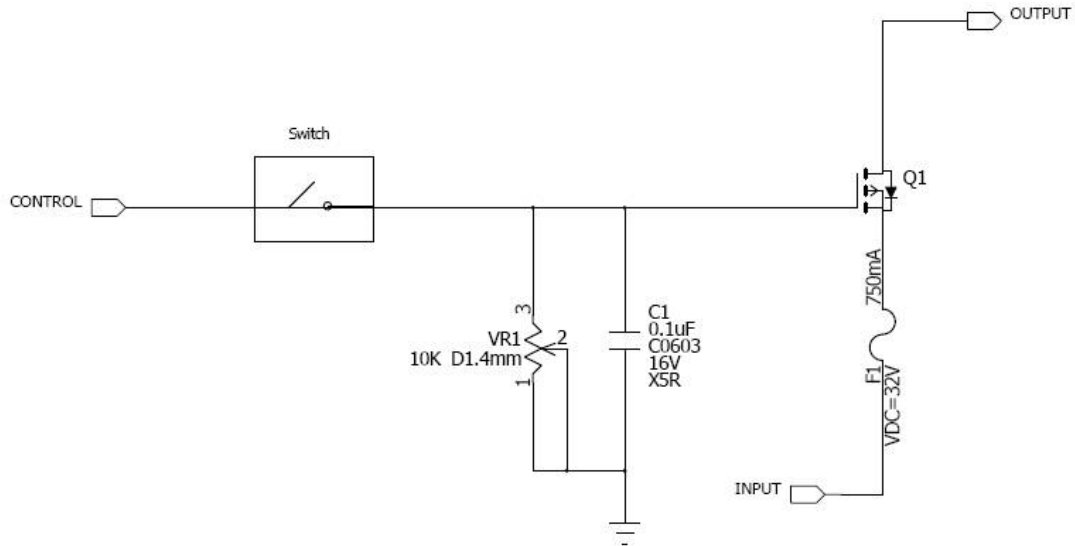 OUTPUT
Switch
Q1
CONTROL
750mA
3
VR1
2
10K D1.4mm
1
C1
0.1uF
C0603
16V
X5R
F1
VDC=32V
INPUT